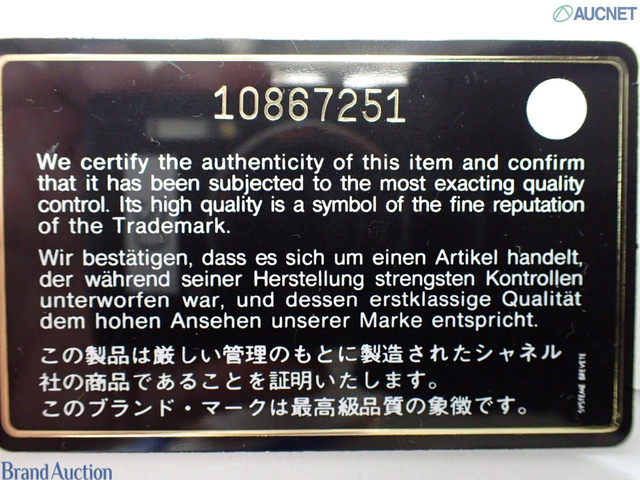 AUCNET
10867251
We certify the authenticity of this item and confirm
that it has been subjected to the most exacting quality
control. Its high quality is a symbol of the fine reputation
of the Trademark.
Wir bestätigen, dass es sich um einen Artikel handelt,
der während seiner Herstellung strengsten Kontrollen
unterworfen war, und dessen erstklassige Qualität
dem hohen Ansehen unserer Marke entspricht.
この製品は厳しい管理のもとに製造されたシャネル
社の商品であることを証明いたします。
このブランド・マークは最高級品質の象徴です。
SYSTEME BREVETE
Brand Auction